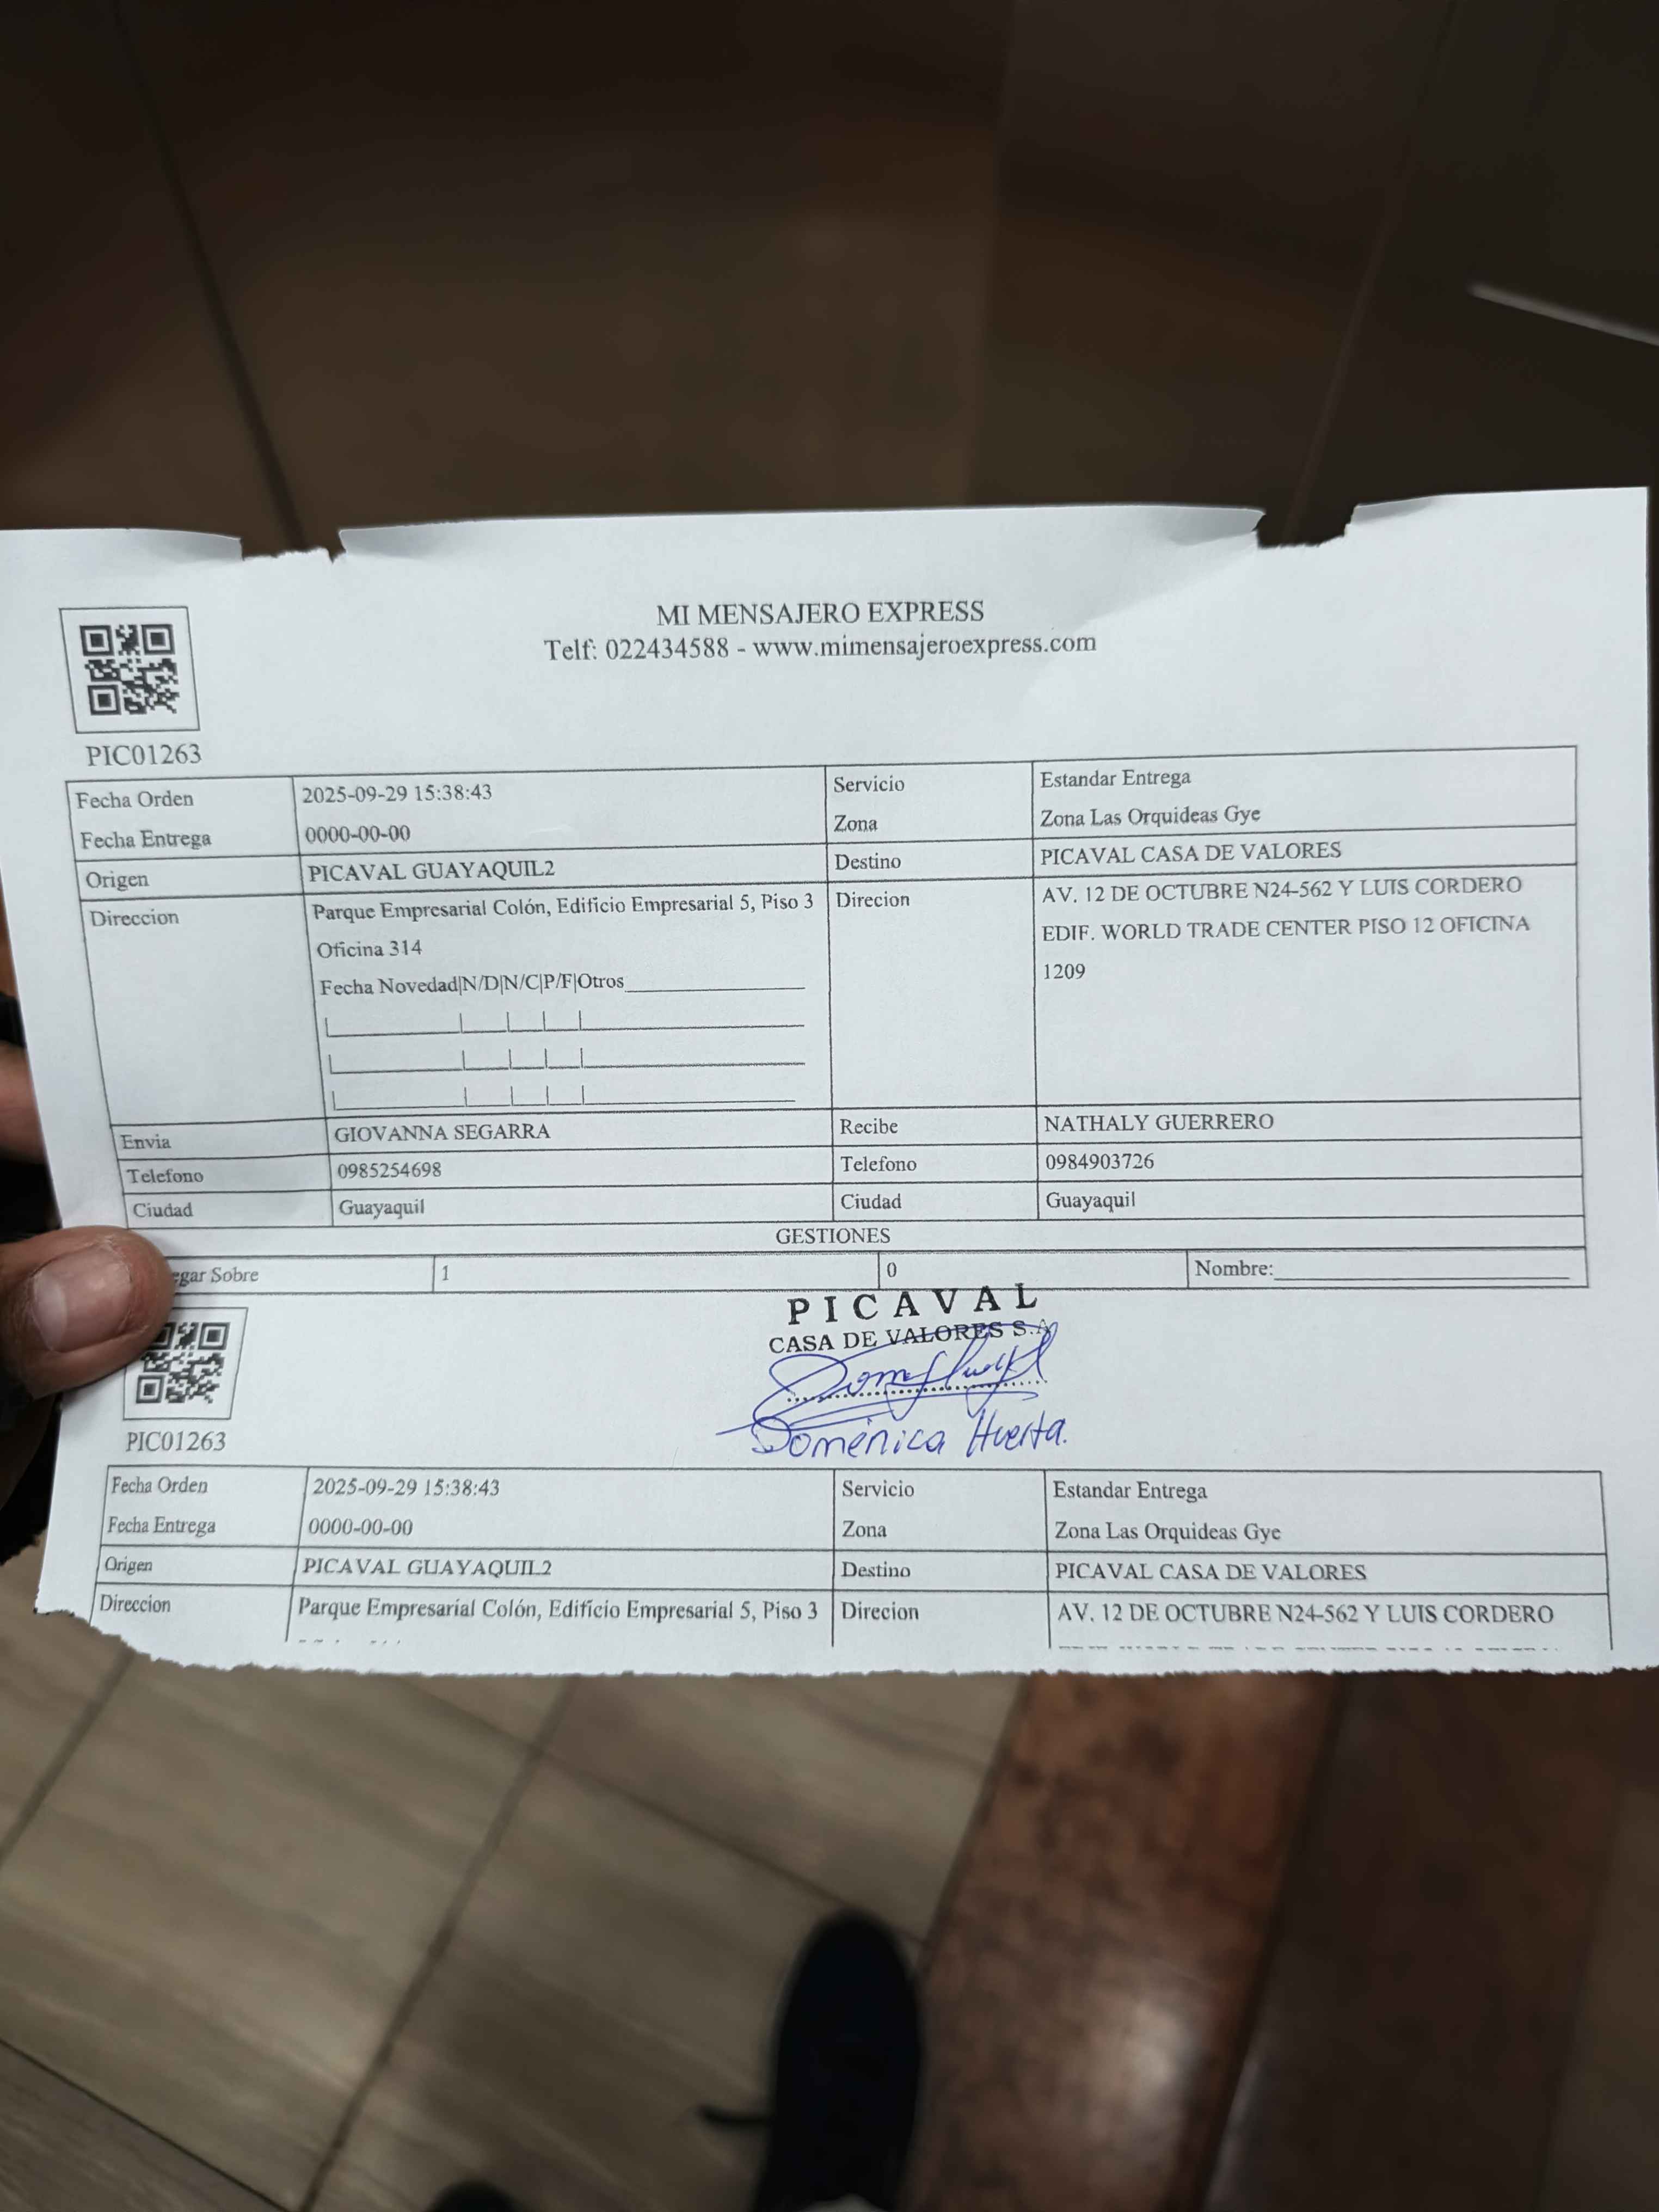 MI MENSAJERO EXPRESS
Telf: 022434588 - www.mimensajeroexpress.com
PIC01263
Fecha Orden 2025-09-29 15:38:43 Servicio Estandar Entrega
Fecha Entrega 0000-00-00 Zona Zona Las Orquideas Gye
Origen PICAVAL GUAYAQUIL2 Destino PICAVAL CASA DE VALORES
Direccion Parque Empresarial Colón, Edificio Empresarial 5, Piso 3 Direcion AV. 12 DE OCTUBRE N24-562 Y LUIS CORDERO
Oficina 314 EDIF. WORLD TRADE CENTER PISO 12 OFICINA
Fecha Novedad|N/D|N/C|P/F|Otros 1209
Envia GIOVANNA SEGARRA Recibe NATHALY GUERRERO
Telefono 0985254698 Telefono 0984903726
Ciudad Guayaquil Ciudad Guayaquil
GESTIONES
egar Sobre 1 0 Nombre:
PICAVAL
CASA DE VALORES S.A
Doménica Huerta.
PIC01263
Fecha Orden 2025-09-29 15:38:43 Servicio Estandar Entrega
Fecha Entrega 0000-00-00 Zona Zona Las Orquideas Gye
Origen PICAVAL GUAYAQUIL2 Destino PICAVAL CASA DE VALORES
Direccion Parque Empresarial Colón, Edificio Empresarial 5, Piso 3 Direcion AV. 12 DE OCTUBRE N24-562 Y LUIS CORDERO